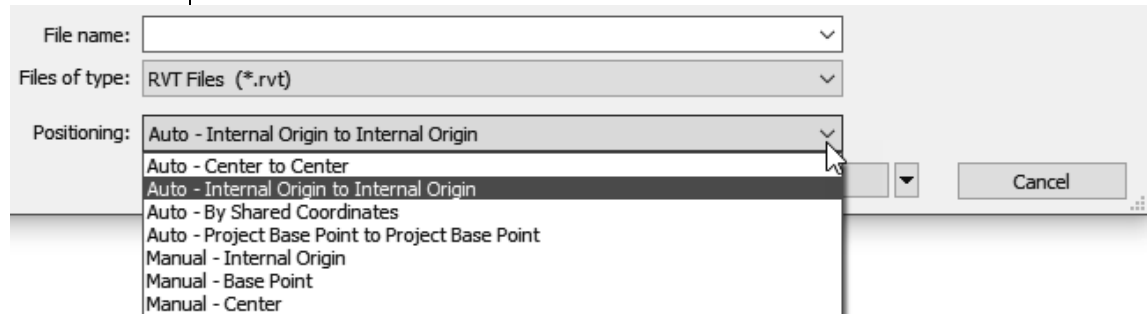 File name:
Files of type: RVT Files (*.rvt)
Positioning: Auto - Internal Origin to Internal Origin
Auto - Center to Center
Auto - Internal Origin to Internal Origin
Cancel
Auto - By Shared Coordinates
Auto - Project Base Point to Project Base Point
Manual - Internal Origin
Manual - Base Point
Manual - Center